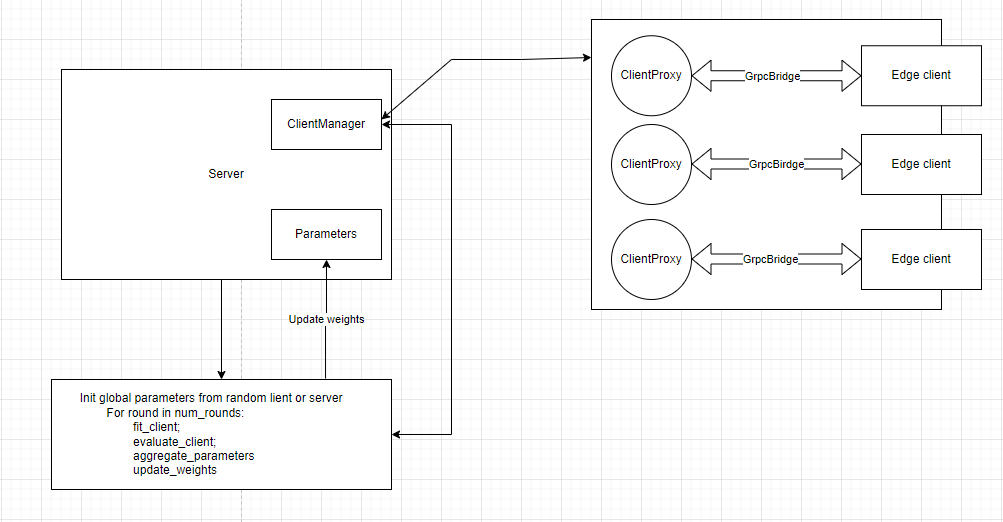 ClientManager
Server
Parameters
Update weights
Init global parameters from random lient or server
For round in num_rounds:
fit_client;
evaluate_client;
aggregate_parameters
update_weights
ClientProxy
GrpcBridge
Edge client
ClientProxy
GrpcBirdge
Edge client
ClientProxy
GrpcBridge
Edge client